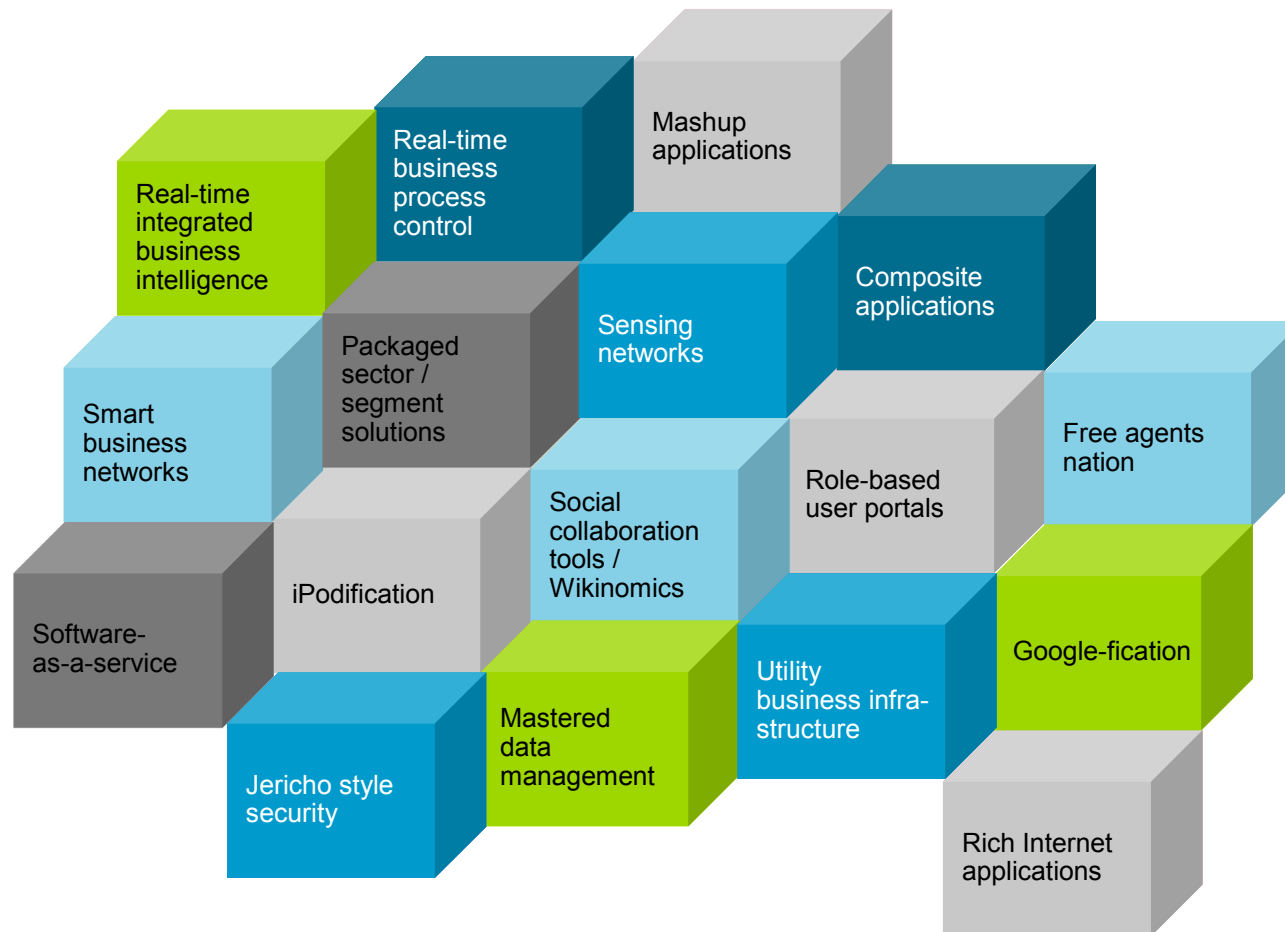 Mashup
applications
Real-time
business
process
control
Real-time
integrated
business
intelligence
Composite
applications
Sensing
networks
Packaged
sector /
segment
solutions
Smart
business
networks
Free agents
nation
Role-based
user portals
Social
collaboration
tools /
Wikinomics
iPodification
Software-
as-a-service
Google-fication
Utility
business infra-
structure
Mastered
data
management
Jericho style
security
Rich Internet
applications